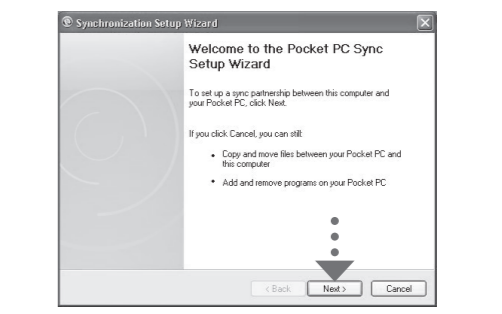 Synchronization Setup Wizard
Welcome to the Pocket PC Sync
Setup Wizard
To set up a sync partnership between this computer and
your Pocket PC, click Next.
If you click Cancel, you can still:
• Copy and move files between your Pocket PC and
this computer
• Add and remove programs on your Pocket PC
< Back Next > Cancel